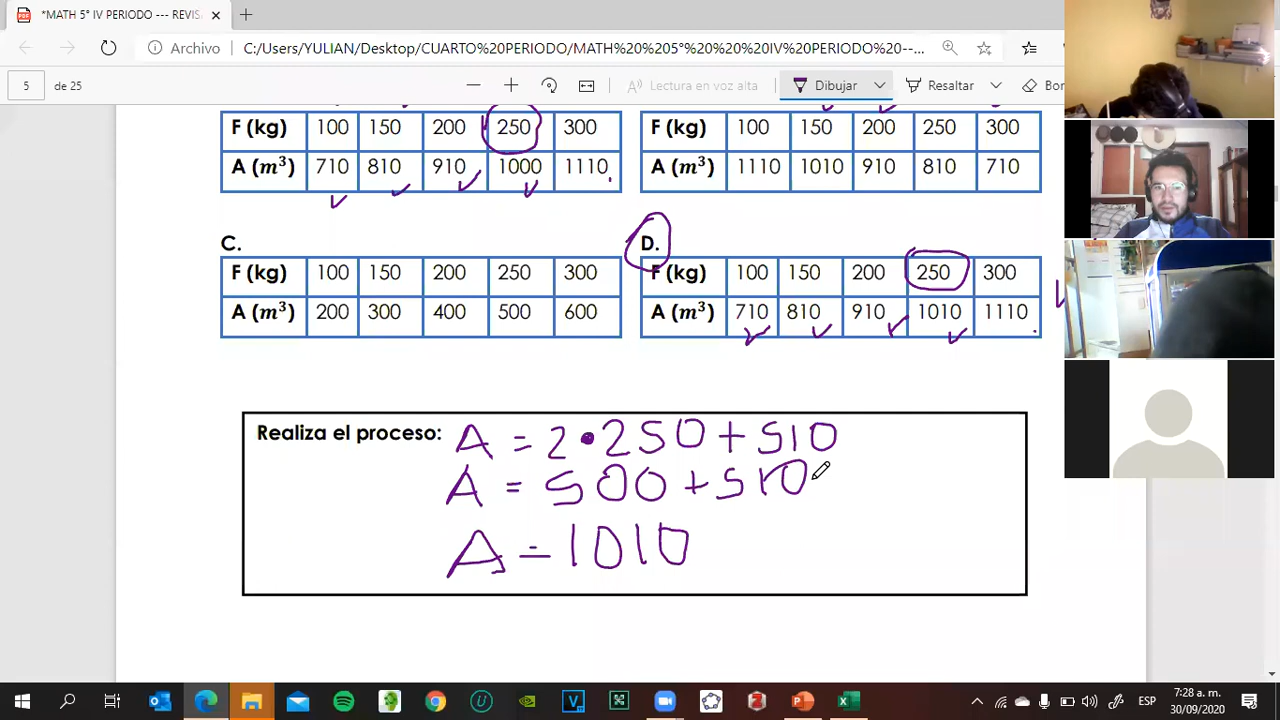 *MATH 5° IV PERIODO --- REVIS
5 de 25
Archivo C:/Users/YULIAN/Desktop/CUARTO%20PERIODO/MATH%20%205°%20%20%20IV%20PERIODO%20--...
Lectura en voz alta Dibujar Resaltar Bor
F (kg) 100 150 200 250 300
A (m³) 710 810 910 1000 1110
F (kg) 100 150 200 250 300
A (m³) 1110 1010 910 810 710
C.
F (kg) 100 150 200 250 300
A (m³) 200 300 400 500 600
D.
F (kg) 100 150 200 250 300
A (m³) 710 810 910 1010 1110
Realiza el proceso: A = 2 • 250 + 510
A = 500 + 510
A = 1010
ESP
7:28 a. m.
30/09/2020